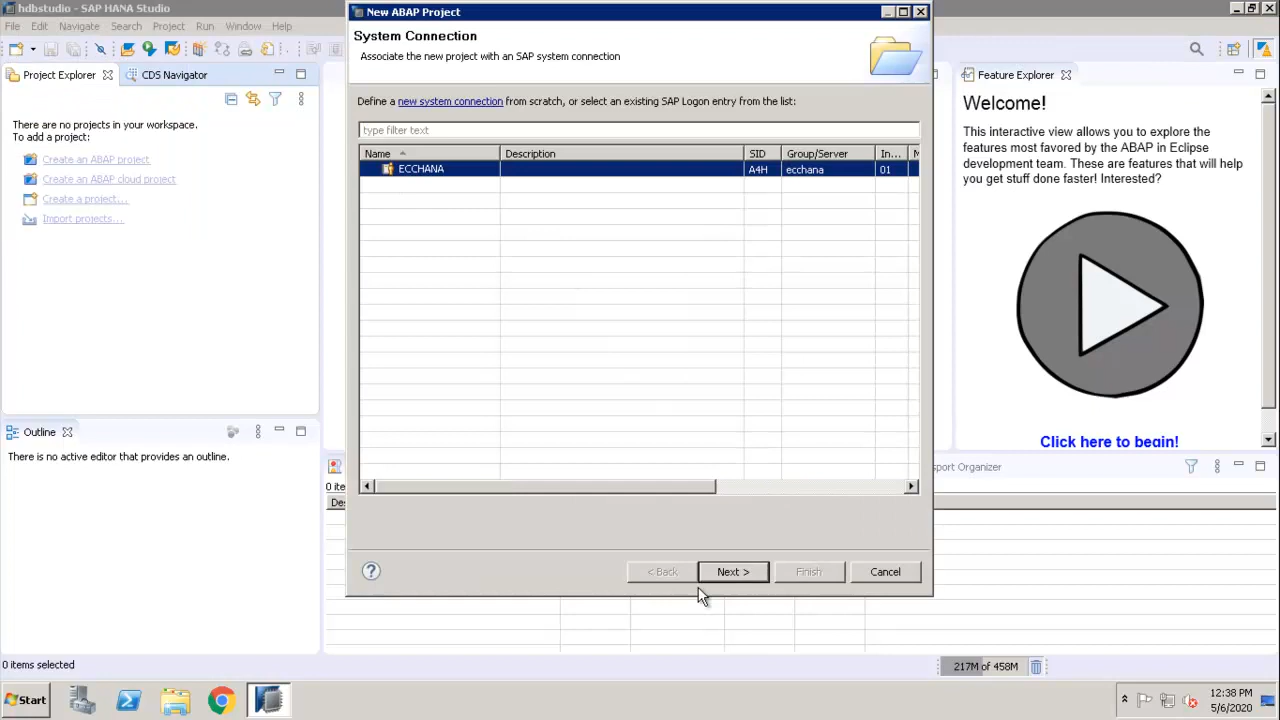 hdbstudio - SAP HANA Studio
File Edit Navigate Search Project Run Window Help
Project Explorer
CDS Navigator
There are no projects in your workspace.
To add a project:
Create an ABAP project
Create an ABAP cloud project
Create a project...
Import projects...
Outline
There is no active editor that provides an outline.
New ABAP Project
System Connection
Associate the new project with an SAP system connection
Define a new system connection from scratch, or select an existing SAP Logon entry from the list:
type filter text
Name Description SID Group/Server In... M
ECCHANA A4H ecchana 01
< Back Next > Finish Cancel
Feature Explorer
Welcome!
This interactive view allows you to explore the
features most favored by the ABAP in Eclipse
development team. These are features that will help
you get stuff done faster! Interested?
Click here to begin!
sport Organizer
0 ite
Des
0 items selected
217M of 458M
Start
12:38 PM
5/6/2020